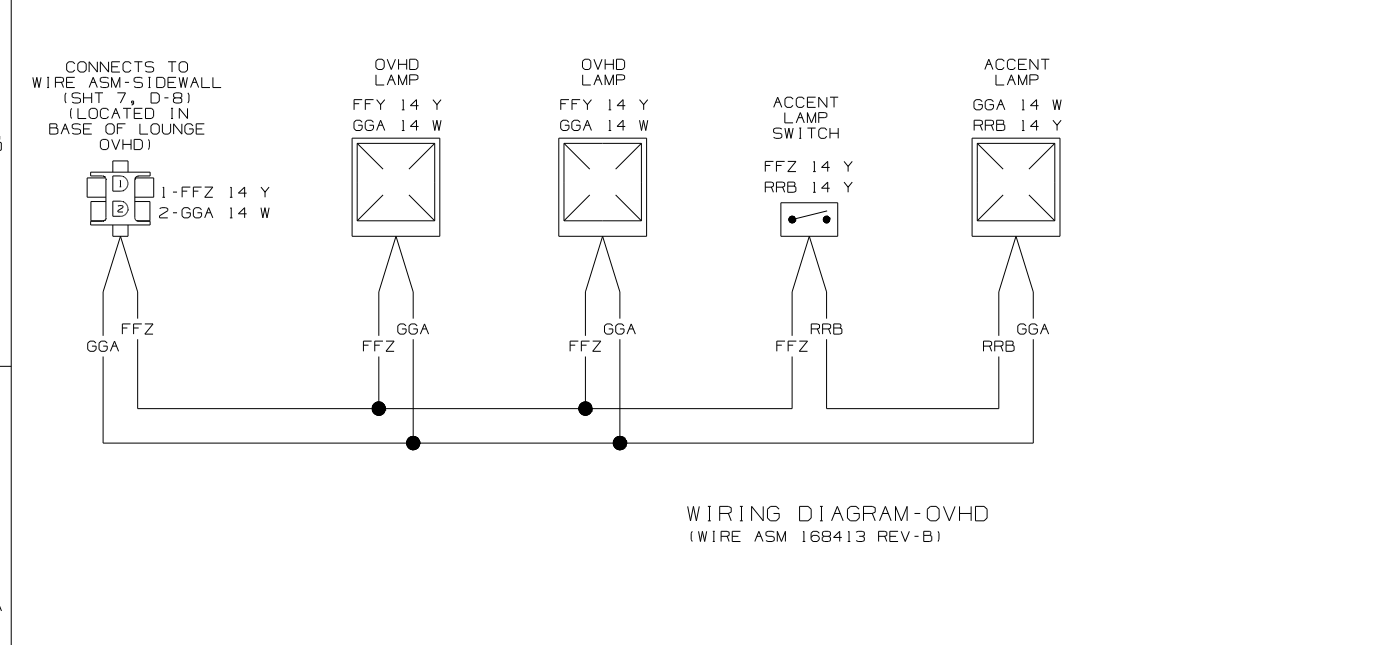 CONNECTS TO
WIRE ASM-SIDEWALL
(SHT 7, D-8)
(LOCATED IN
BASE OF LOUNGE
OVHD)
1
2
1-FFZ 14 Y
2-GGA 14 W
OVHD
LAMP
FFY 14 Y
GGA 14 W
OVHD
LAMP
FFY 14 Y
GGA 14 W
ACCENT
LAMP
SWITCH
FFZ 14 Y
RRB 14 Y
ACCENT
LAMP
GGA 14 W
RRB 14 Y
FFZ
GGA
GGA
FFZ
GGA
FFZ
RRB
FFZ
GGA
RRB
WIRING DIAGRAM-OVHD
(WIRE ASM 168413 REV-B)